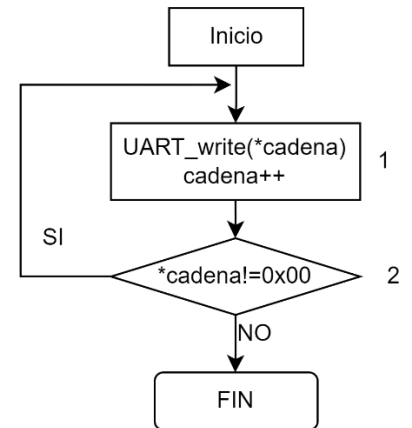 Inicio
UART_write(*cadena)
cadena++
1
SI
*cadena!=0x00
2
NO
FIN